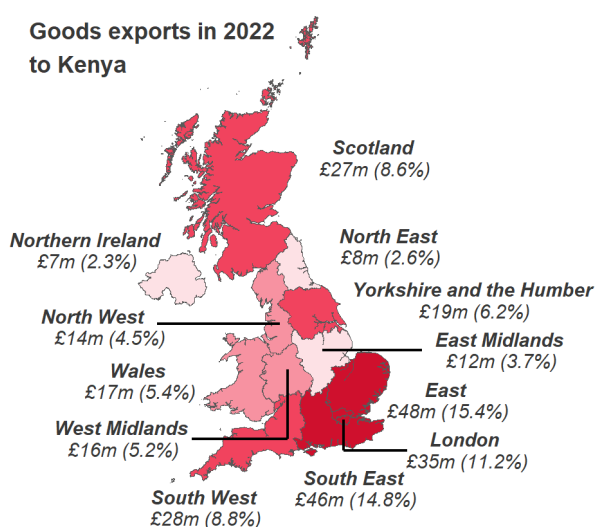 Goods exports in 2022
to Kenya
Scotland
£27m (8.6%)
Northern Ireland
£7m (2.3%)
North East
£8m (2.6%)
Yorkshire and the Humber
£19m (6.2%)
North West
£14m (4.5%)
East Midlands
£12m (3.7%)
Wales
£17m (5.4%)
East
£48m (15.4%)
West Midlands
£16m (5.2%)
London
£35m (11.2%)
South East
£46m (14.8%)
South West
£28m (8.8%)